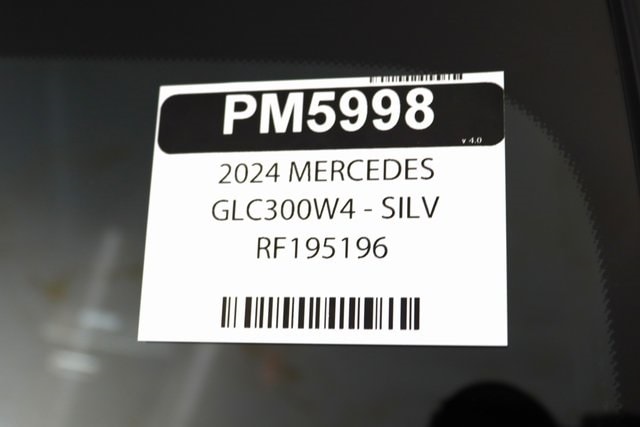 PM5998
v 4.0
2024 MERCEDES
GLC300W4 - SILV
RF195196